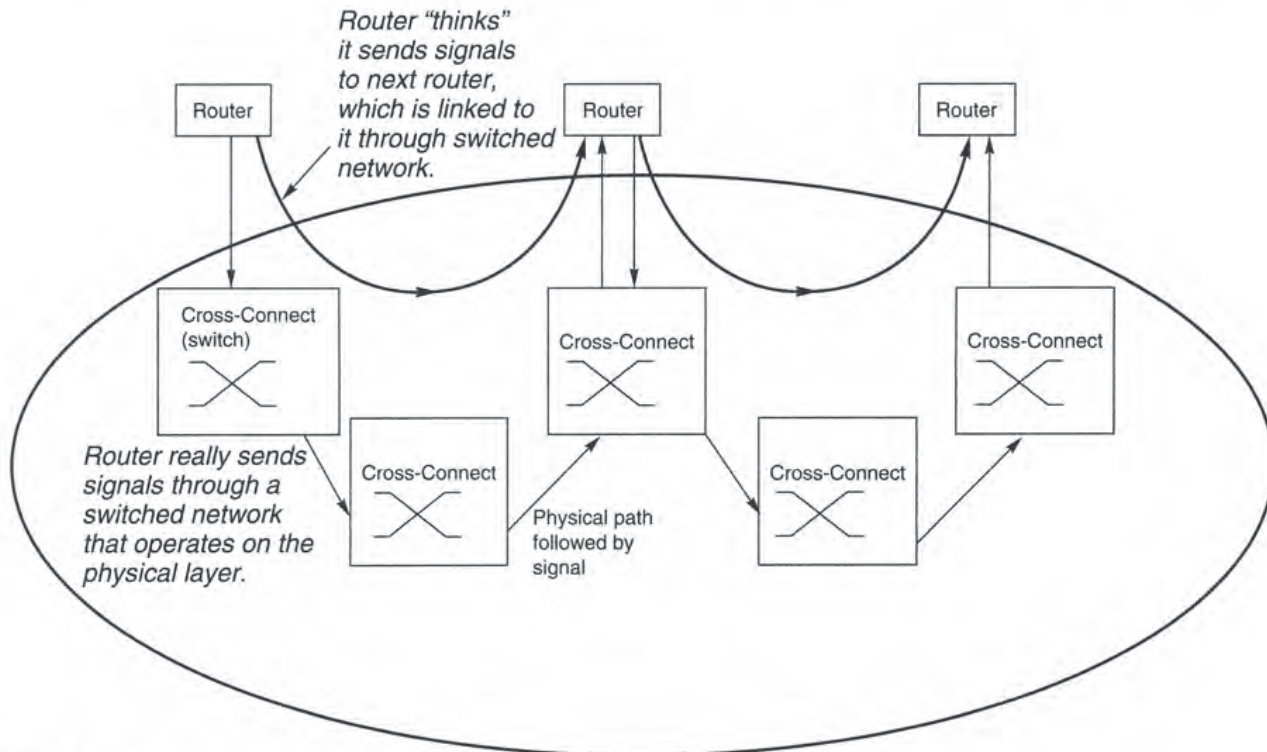 Router “thinks”
it sends signals
to next router,
which is linked to
it through switched
network.
Router
Router
Router
Cross-Connect
(switch)
Cross-Connect
Cross-Connect
Router really sends
signals through a
switched network
that operates on the
physical layer.
Cross-Connect
Physical path
followed by
signal
Cross-Connect